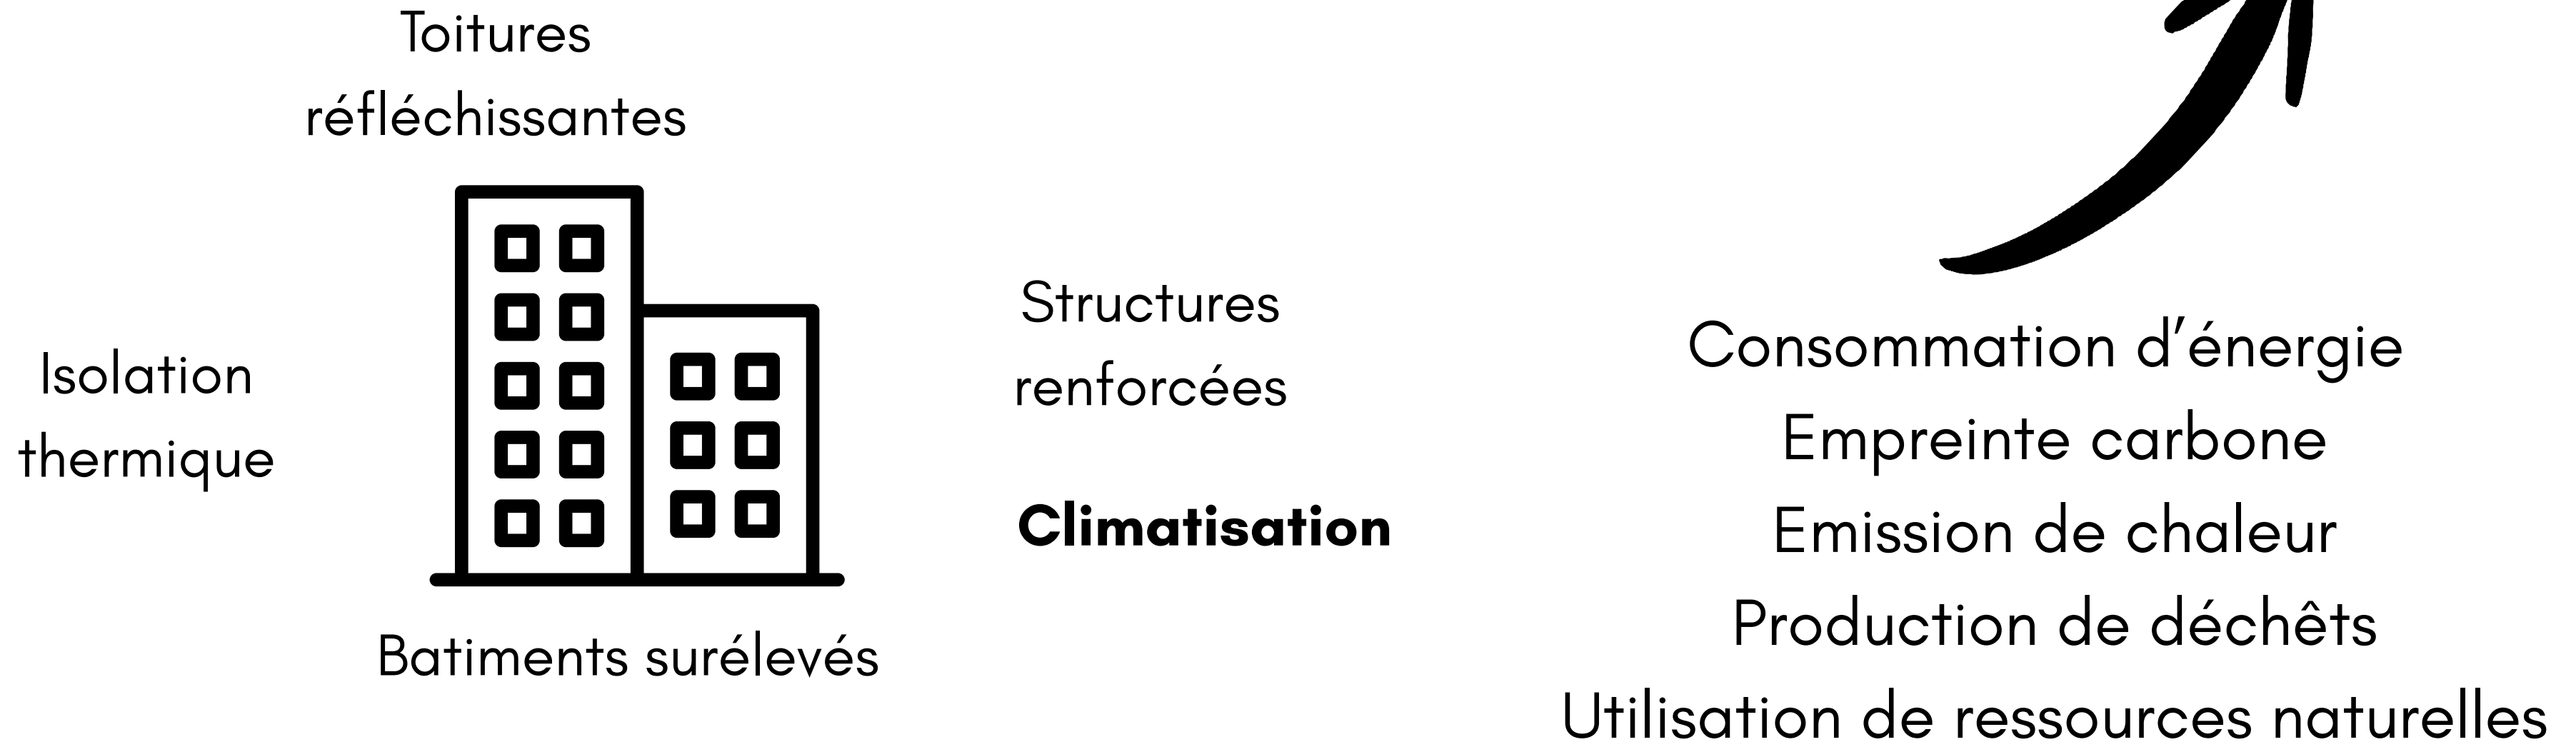 Toitures
réfléchissantes
Isolation
thermique
Structures
renforcées
Climatisation
Batiments surélevés
Consommation d’énergie
Empreinte carbone
Emission de chaleur
Production de déchêts
Utilisation de ressources naturelles